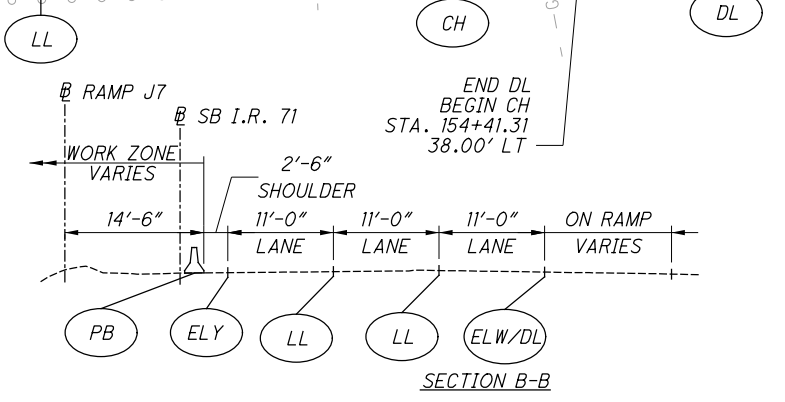 LL
CH
DL
END DL
BEGIN CH
STA. 154+41.31
38.00' LT
B RAMP J7
B SB I.R. 71
WORK ZONE
VARIES
2'-6"
SHOULDER
14'-6"
11'-0"
LANE
11'-0"
LANE
11'-0"
LANE
ON RAMP
VARIES
PB
ELY
LL
LL
ELW/DL
SECTION B-B